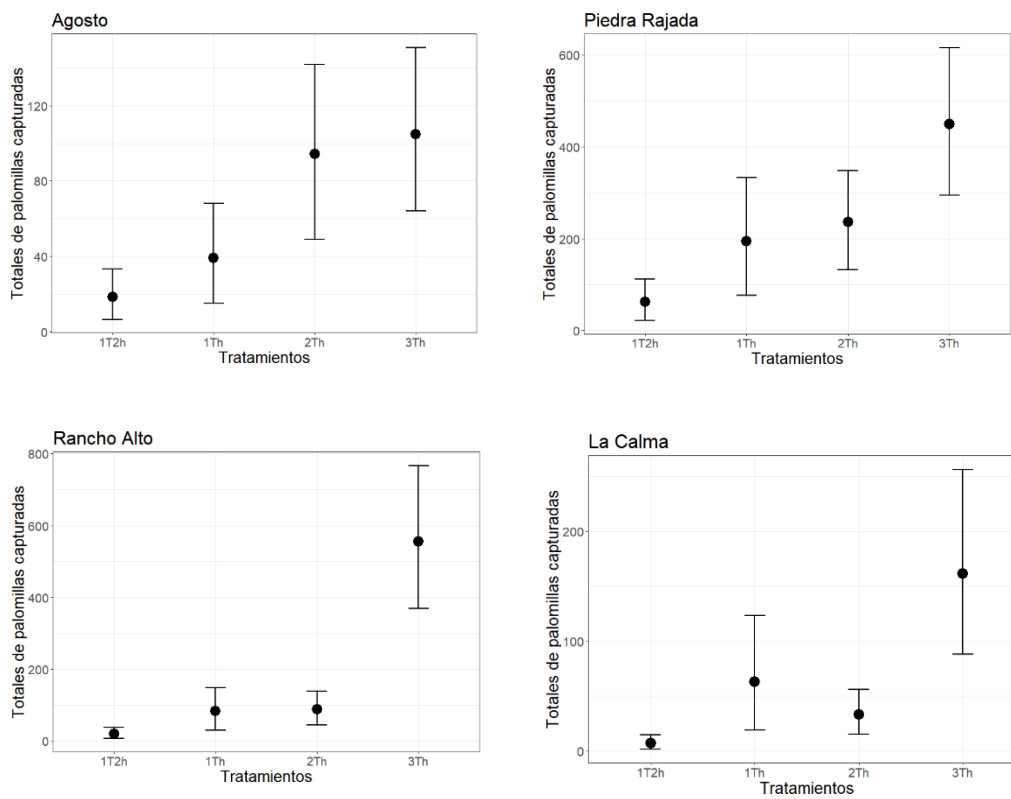 Agosto
Totales de palomillas capturadas
120
80
40
0
1T2h
1Th
2Th
3Th
Tratamientos
Piedra Rajada
Totales de palomillas capturadas
600
400
200
0
1T2h
1Th
2Th
3Th
Tratamientos
Rancho Alto
Totales de palomillas capturadas
800
600
400
200
0
1T2h
1Th
2Th
3Th
Tratamientos
La Calma
Totales de palomillas capturadas
200
100
0
1T2h
1Th
2Th
3Th
Tratamientos